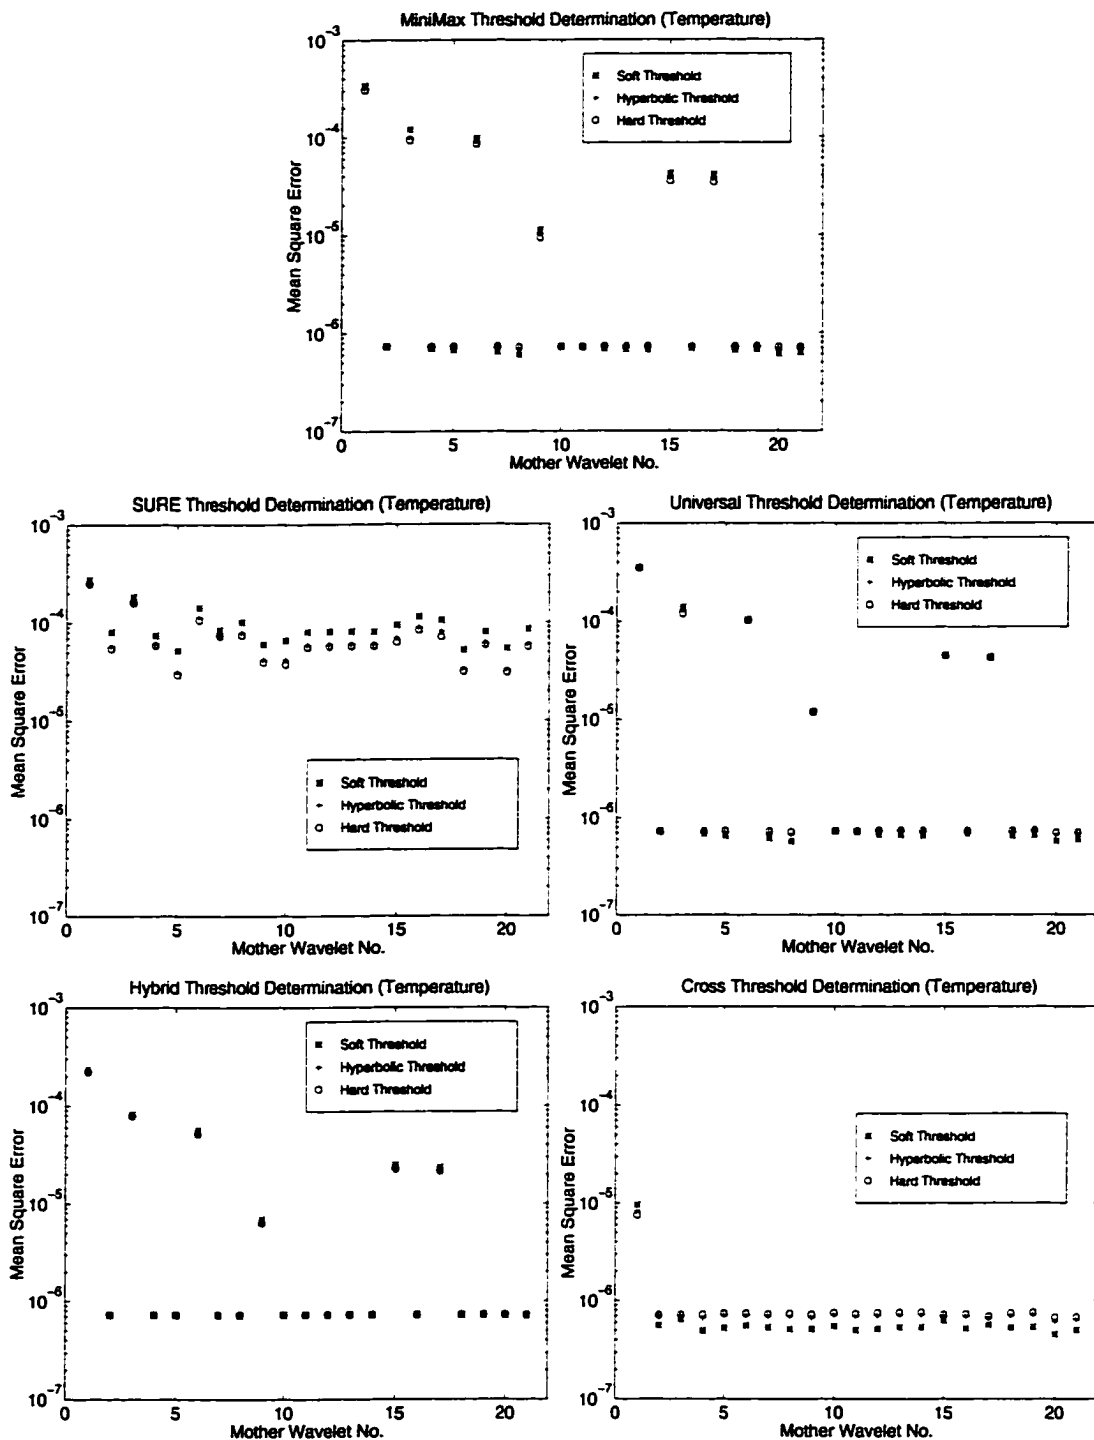 MiniMax Threshold Determination (Temperature)
10^-3
10^-4
10^-5
10^-6
10^-7
Mean Square Error
Soft Threshold
Hyperbolic Threshold
Hard Threshold
0 5 10 15 20
Mother Wavelet No.
SURE Threshold Determination (Temperature)
10^-3
10^-4
10^-5
10^-6
10^-7
Mean Square Error
Soft Threshold
Hyperbolic Threshold
Hard Threshold
0 5 10 15 20
Mother Wavelet No.
Universal Threshold Determination (Temperature)
10^-3
10^-4
10^-5
10^-6
10^-7
Mean Square Error
Soft Threshold
Hyperbolic Threshold
Hard Threshold
0 5 10 15 20
Mother Wavelet No.
Hybrid Threshold Determination (Temperature)
10^-3
10^-4
10^-5
10^-6
10^-7
Mean Square Error
Soft Threshold
Hyperbolic Threshold
Hard Threshold
0 5 10 15 20
Mother Wavelet No.
Cross Threshold Determination (Temperature)
10^-3
10^-4
10^-5
10^-6
10^-7
Mean Square Error
Soft Threshold
Hyperbolic Threshold
Hard Threshold
0 5 10 15 20
Mother Wavelet No.